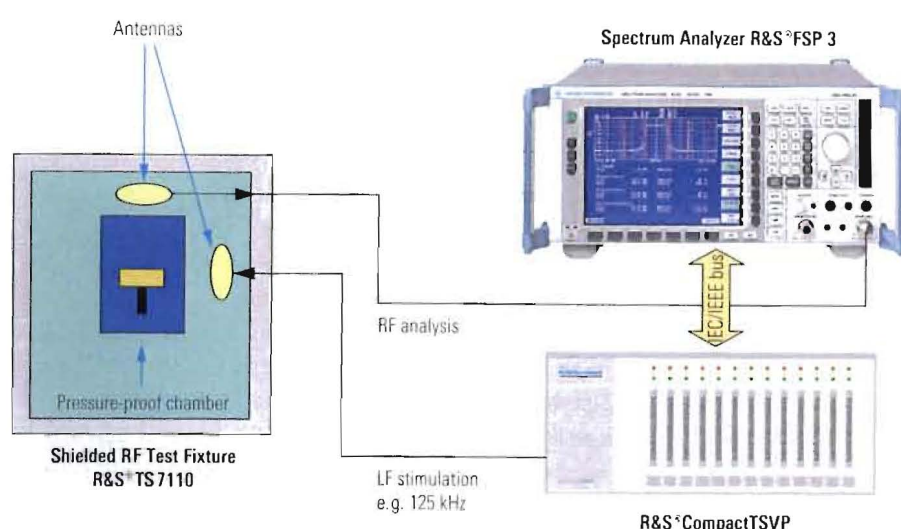 Antennas
Spectrum Analyzer R&S®FSP 3
IEC/IEEE bus
RF analysis
Pressure-proof chamber
Shielded RF Test Fixture
R&S®TS7110
LF stimulation
e.g. 125 kHz
R&S®CompactTSVP